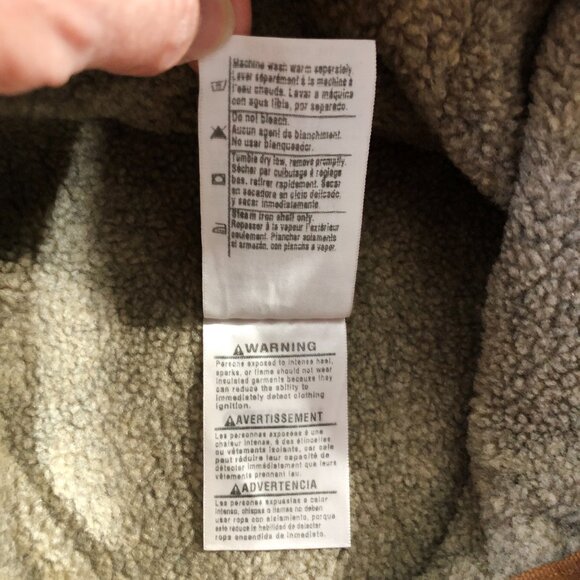 Machine wash warm separately.
Laver séparément à la machine à
l'eau chaude. Lavar a máquina
con agua tibia, por separado.
Do not bleach.
Aucun agent de blanchiment.
No usar blanqueador.
Tumble dry low, remove promptly.
Sécher par culbutage à réglage
bas, retirer rapidement. Secar
en secadora en ciclo delicado
y sacar inmediatamente.
Steam iron shell only.
Repasser à la vapeur l'extérieur
seulement. Planchar solamente
el armazón, con plancha a vapor.
WARNING
Persons exposed to intense heat,
sparks, or flame should not wear
insulated garments because they
can reduce the ability to
immediately detect clothing
ignition.
AVERTISSEMENT
Les personnes exposées à une
chaleur intense, à des étincelles
ou vêtements isolants, car cela
peut réduire leur capacité de
détecter immédiatement que leurs
vêtements prennent feu.
ADVERTENCIA
Las personas expuestas a calor
intenso, chispas o llamas no deben
usar ropa con aislamiento, porque
esto reduce la habilidad de detectar
ropa encendida de inmediato.